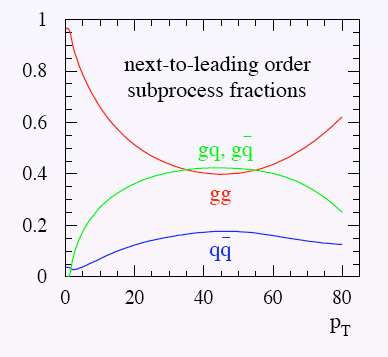 1
0.8
0.6
0.4
0.2
0
next-to-leading order
subprocess fractions
gq, gq̄
gg
qq̄
0 20 40 60 80
p_T